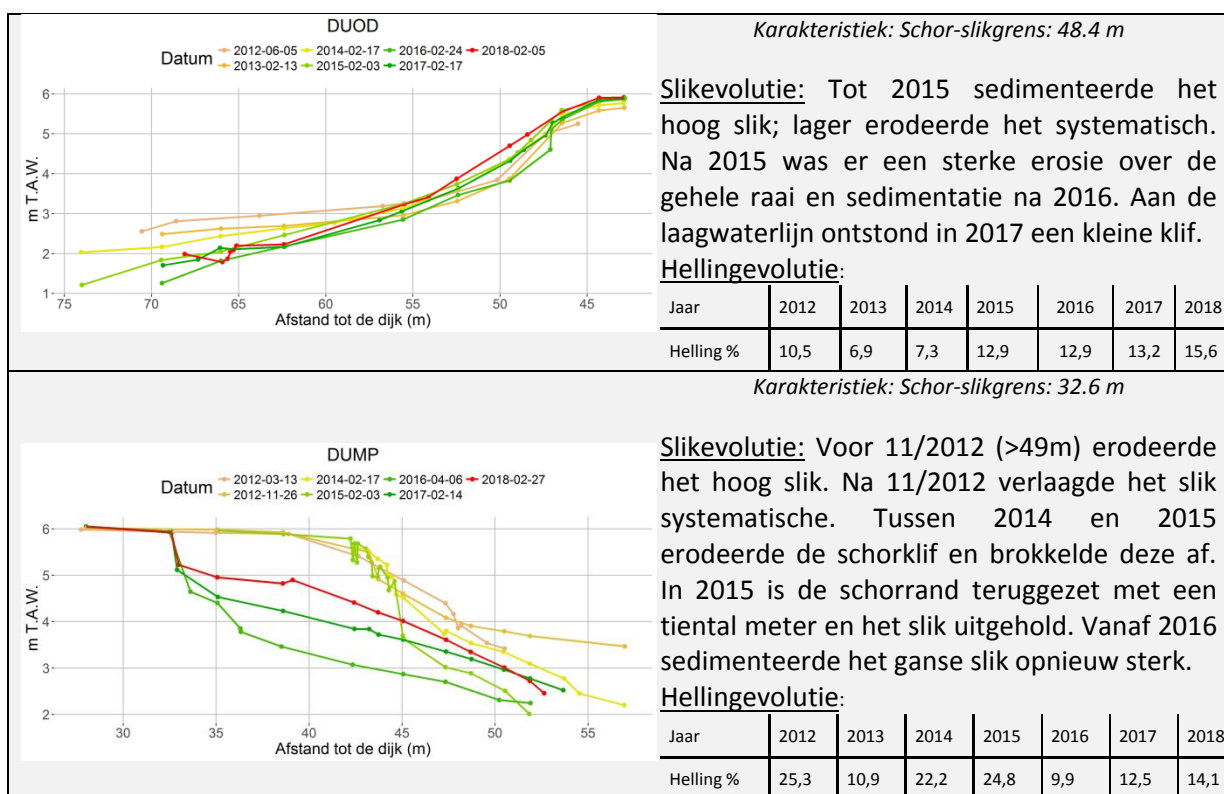 DUOD
Datum 2012-06-05 2014-02-17 2016-02-24 2018-02-05
2013-02-13 2015-02-03 2017-02-17
6
5
4
3
2
1
m T.A.W.
75 70 65 60 55 50 45
Afstand tot de dijk (m)
Karakteristiek: Schor-slikgrens: 48.4 m
Slikevolutie: Tot 2015 sedimenteerde het
hoog slik; lager erodeerde het systematisch.
Na 2015 was er een sterke erosie over de
gehele raai en sedimentatie na 2016. Aan de
laagwaterlijn ontstond in 2017 een kleine klif.
Hellingevolutie:
Jaar 2012 2013 2014 2015 2016 2017 2018
Helling % 10,5 6,9 7,3 12,9 12,9 13,2 15,6
DUMP
Datum 2012-03-13 2014-02-17 2016-04-06 2018-02-27
2012-11-26 2015-02-03 2017-02-14
6
5
4
3
2
m T.A.W.
30 35 40 45 50 55
Afstand tot de dijk (m)
Karakteristiek: Schor-slikgrens: 32.6 m
Slikevolutie: Voor 11/2012 (>49m) erodeerde
het hoog slik. Na 11/2012 verlaagde het slik
systematische. Tussen 2014 en 2015
erodeerde de schorklif en brokkelde deze af.
In 2015 is de schorrand teruggezet met een
tiental meter en het slik uitgehold. Vanaf 2016
sedimenteerde het ganse slik opnieuw sterk.
Hellingevolutie:
Jaar 2012 2013 2014 2015 2016 2017 2018
Helling % 25,3 10,9 22,2 24,8 9,9 12,5 14,1